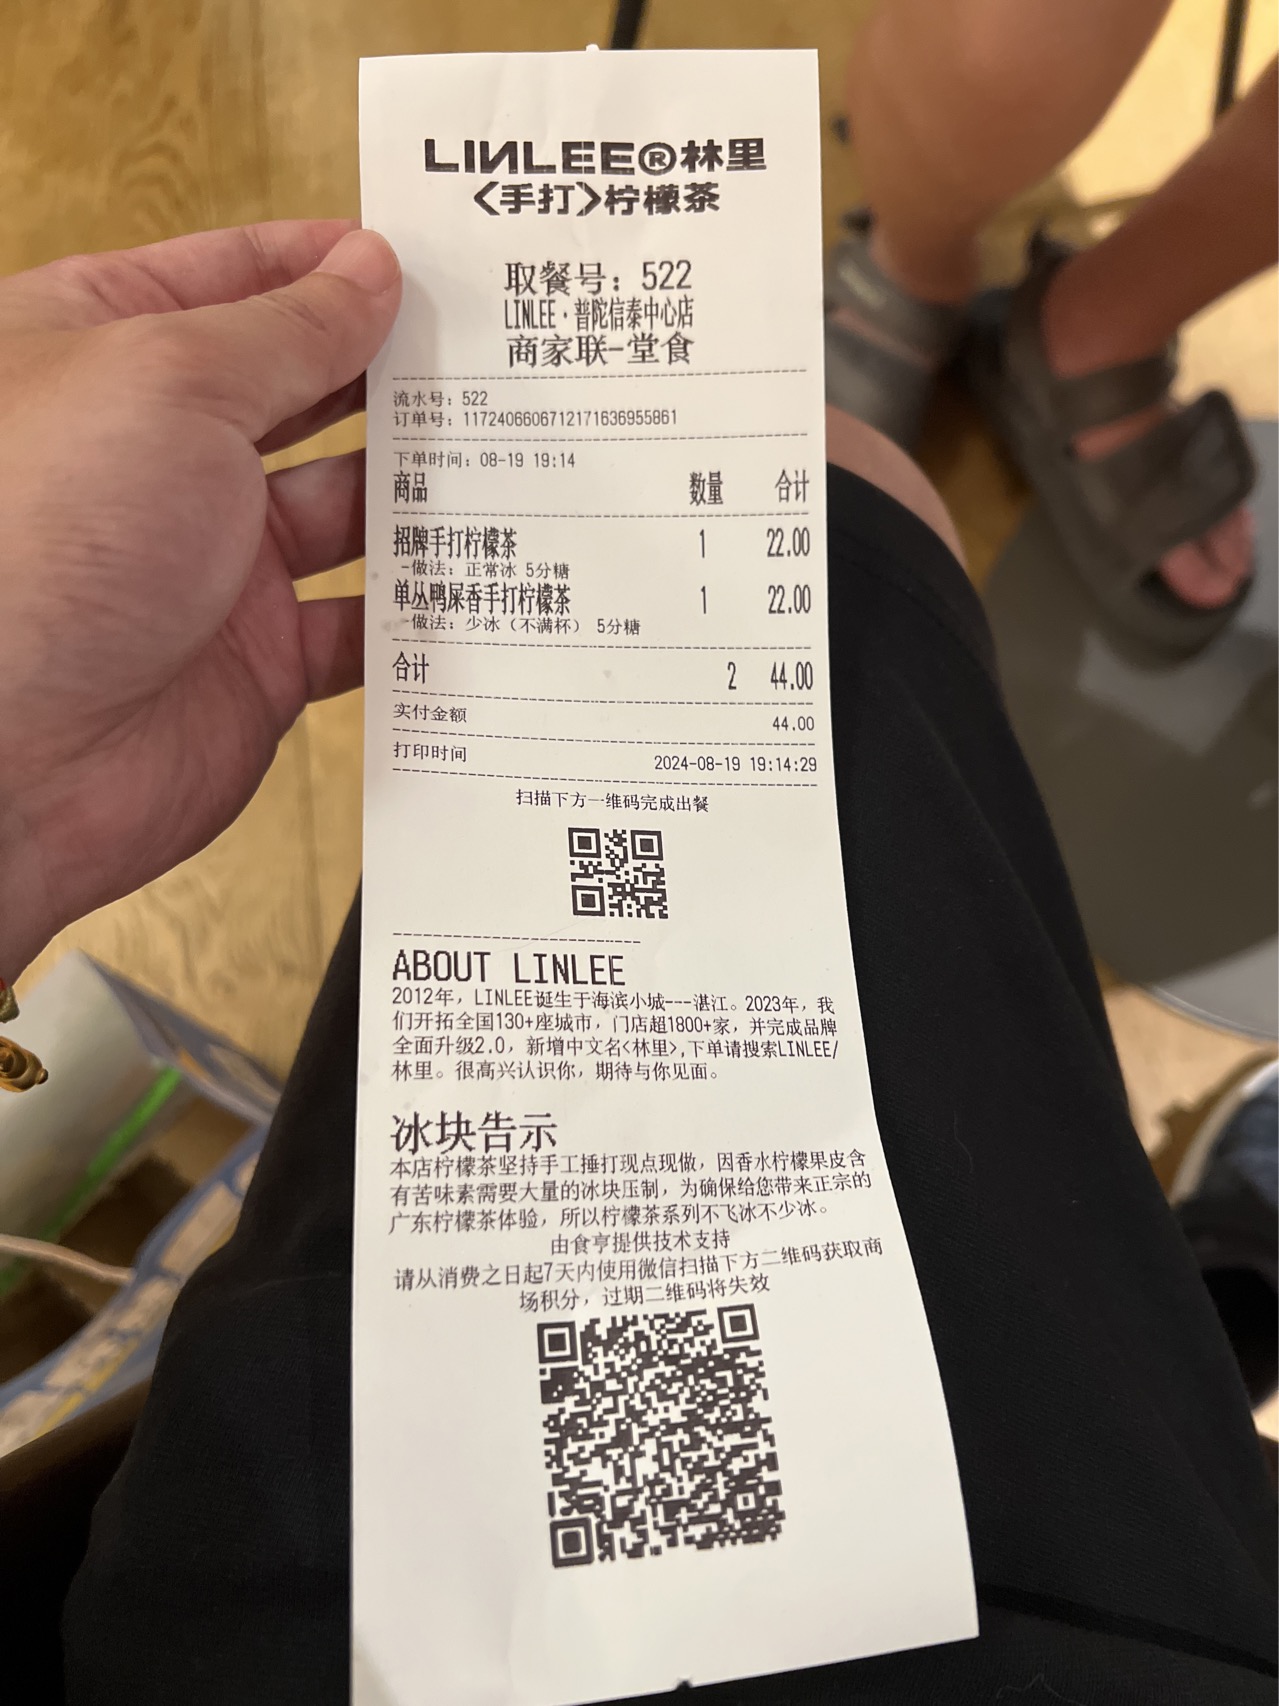 LINLEE®林里
<手打>柠檬茶
取餐号：522
LINLEE·普陀信泰中心店
商家联-堂食
流水号：522
订单号：1172406606712171636955861
下单时间：08-19 19:14
商品 数量 合计
招牌手打柠檬茶 1 22.00
-做法：正常冰 5分糖
单丛鸭屎香手打柠檬茶 1 22.00
-做法：少冰（不满杯） 5分糖
合计 2 44.00
实付金额 44.00
打印时间 2024-08-19 19:14:29
扫描下方一维码完成出餐
ABOUT LINLEE
2012年，LINLEE诞生于海滨小城---湛江。2023年，我
们开拓全国130+座城市，门店超1800+家，并完成品牌
全面升级2.0，新增中文名<林里>,下单请搜索LINLEE/
林里。很高兴认识你，期待与你见面。
冰块告示
本店柠檬茶坚持手工捶打现点现做，因香水柠檬果皮含
有苦味素需要大量的冰块压制，为确保给您带来正宗的
广东柠檬茶体验，所以柠檬茶系列不飞冰不少冰。
由食亨提供技术支持
请从消费之日起7天内使用微信扫描下方二维码获取商
场积分，过期二维码将失效